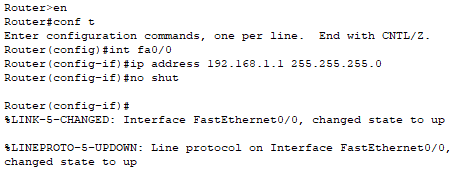 Router>en
Router#conf t
Enter configuration commands, one per line.  End with CNTL/Z.
Router(config)#int fa0/0
Router(config-if)#ip address 192.168.1.1 255.255.255.0
Router(config-if)#no shut
Router(config-if)#
%LINK-5-CHANGED: Interface FastEthernet0/0, changed state to up
%LINEPROTO-5-UPDOWN: Line protocol on Interface FastEthernet0/0,
changed state to up